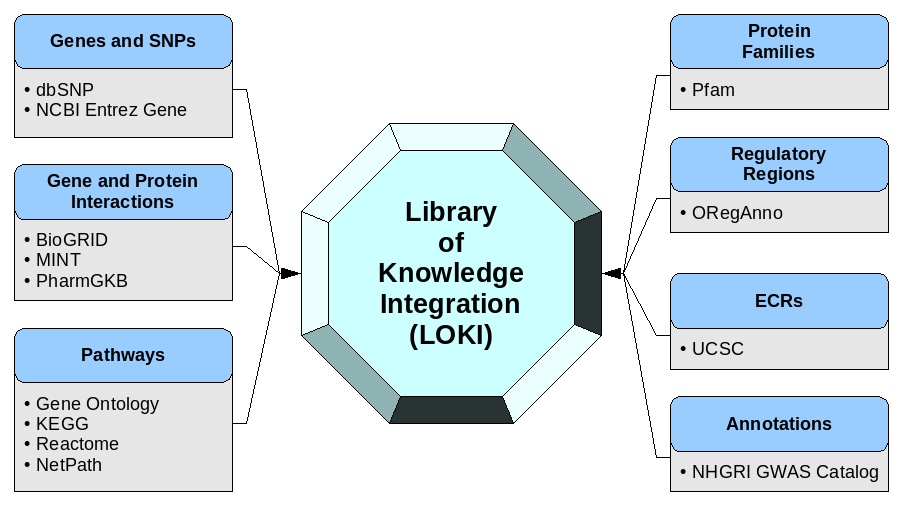 Genes and SNPs
• dbSNP
• NCBI Entrez Gene
Gene and Protein
Interactions
• BioGRID
• MINT
• PharmGKB
Pathways
• Gene Ontology
• KEGG
• Reactome
• NetPath
Library
of
Knowledge
Integration
(LOKI)
Protein
Families
• Pfam
Regulatory
Regions
• ORegAnno
ECRs
• UCSC
Annotations
• NHGRI GWAS Catalog